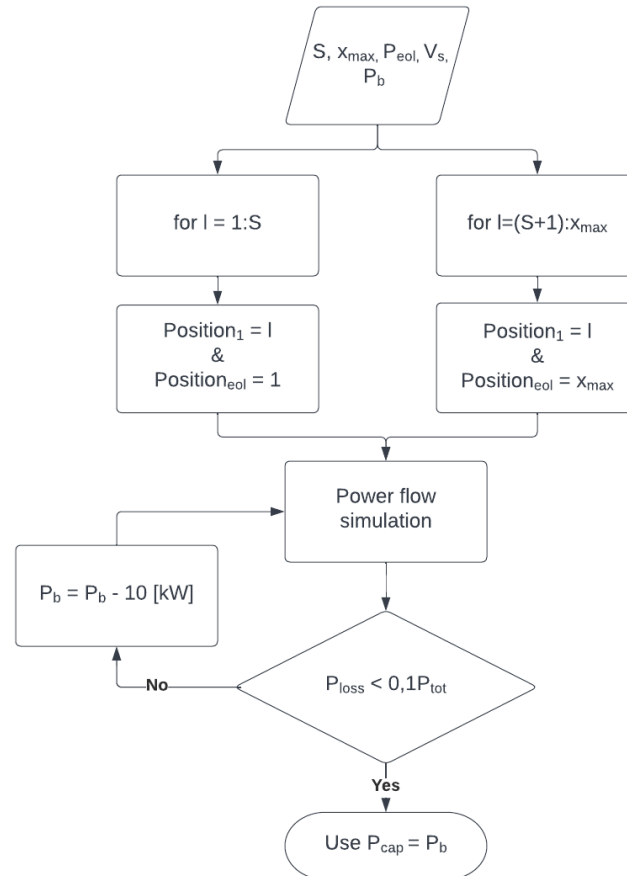 S, x_max, P_eol, V_s,
P_b
for l = 1:S
for l=(S+1):x_max
Position_1 = l
&
Position_eol = 1
Position_1 = l
&
Position_eol = x_max
Power flow
simulation
P_b = P_b - 10 [kW]
P_loss < 0,1P_tot
No
Yes
Use P_cap = P_b